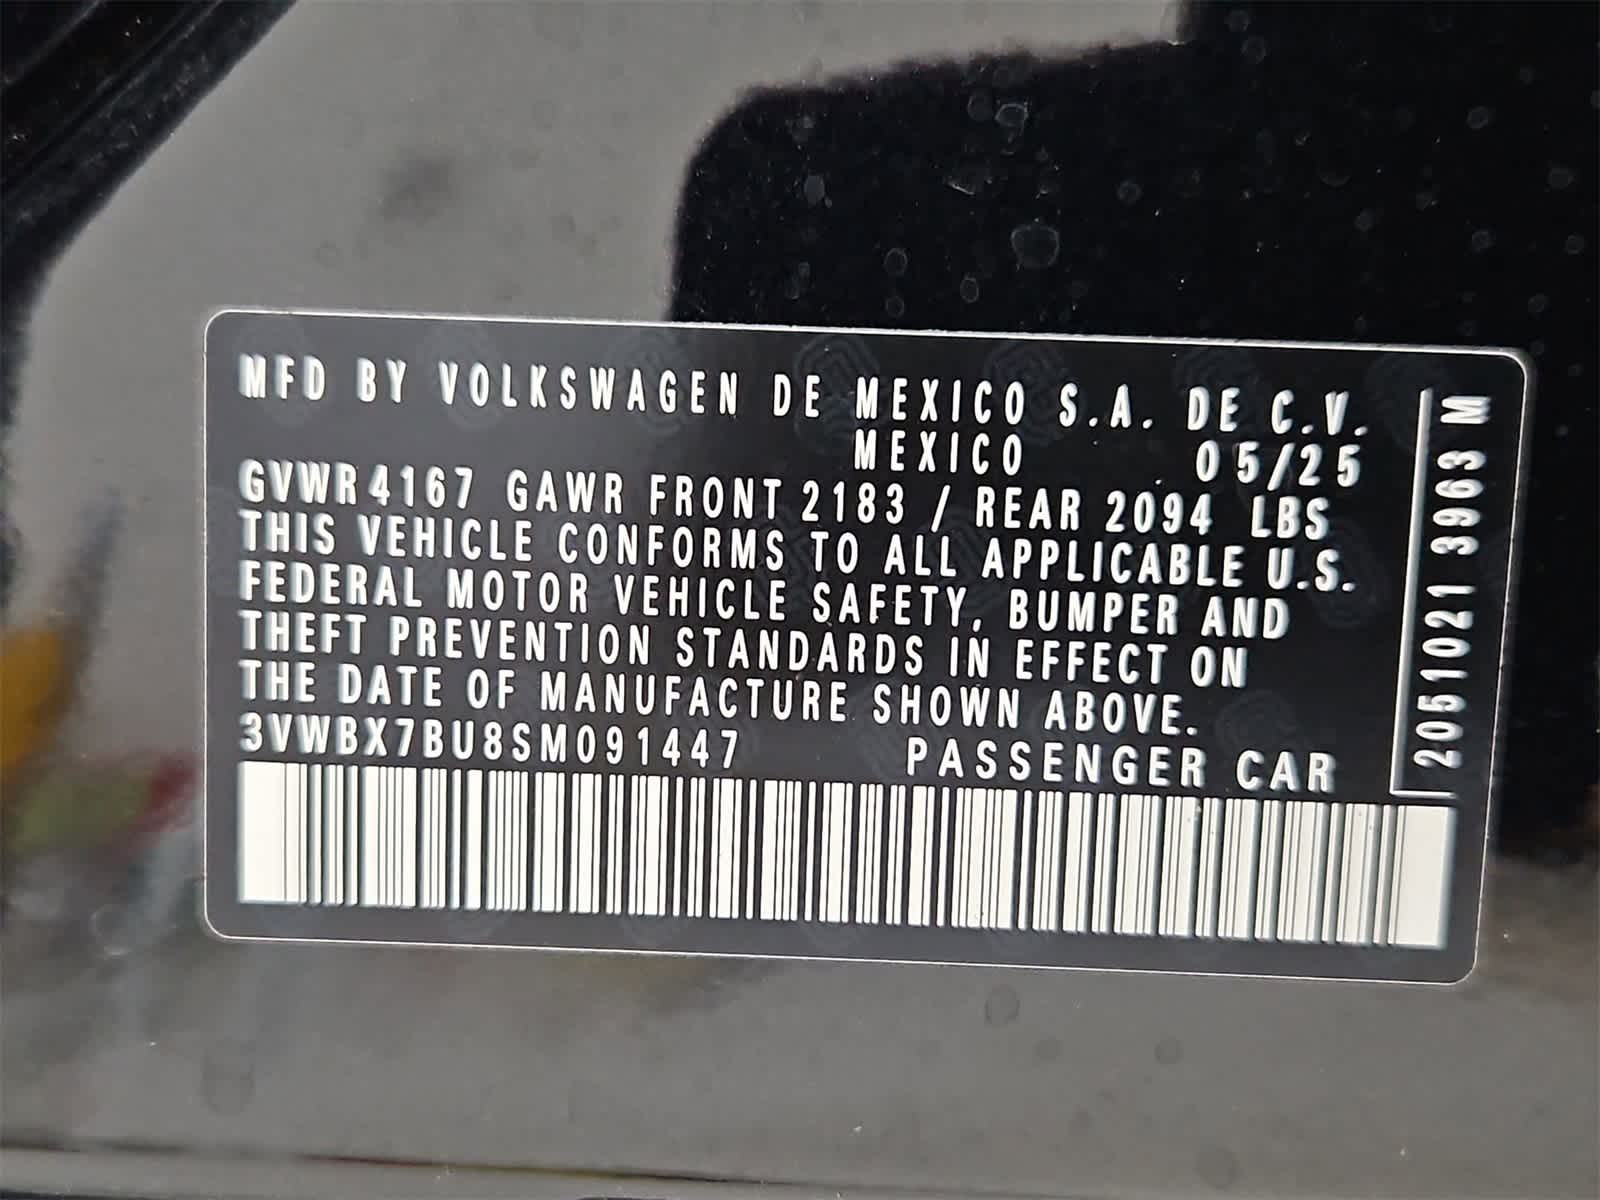 MFD BY VOLKSWAGEN DE MEXICO S.A. DE C.V.
MEXICO 05/25
GVWR 4167 GAWR FRONT 2183 / REAR 2094 LBS
THIS VEHICLE CONFORMS TO ALL APPLICABLE U.S.
FEDERAL MOTOR VEHICLE SAFETY, BUMPER AND
THEFT PREVENTION STANDARDS IN EFFECT ON
THE DATE OF MANUFACTURE SHOWN ABOVE.
3VWBX7BU8SM091447 PASSENGER CAR
2051021 3963 M